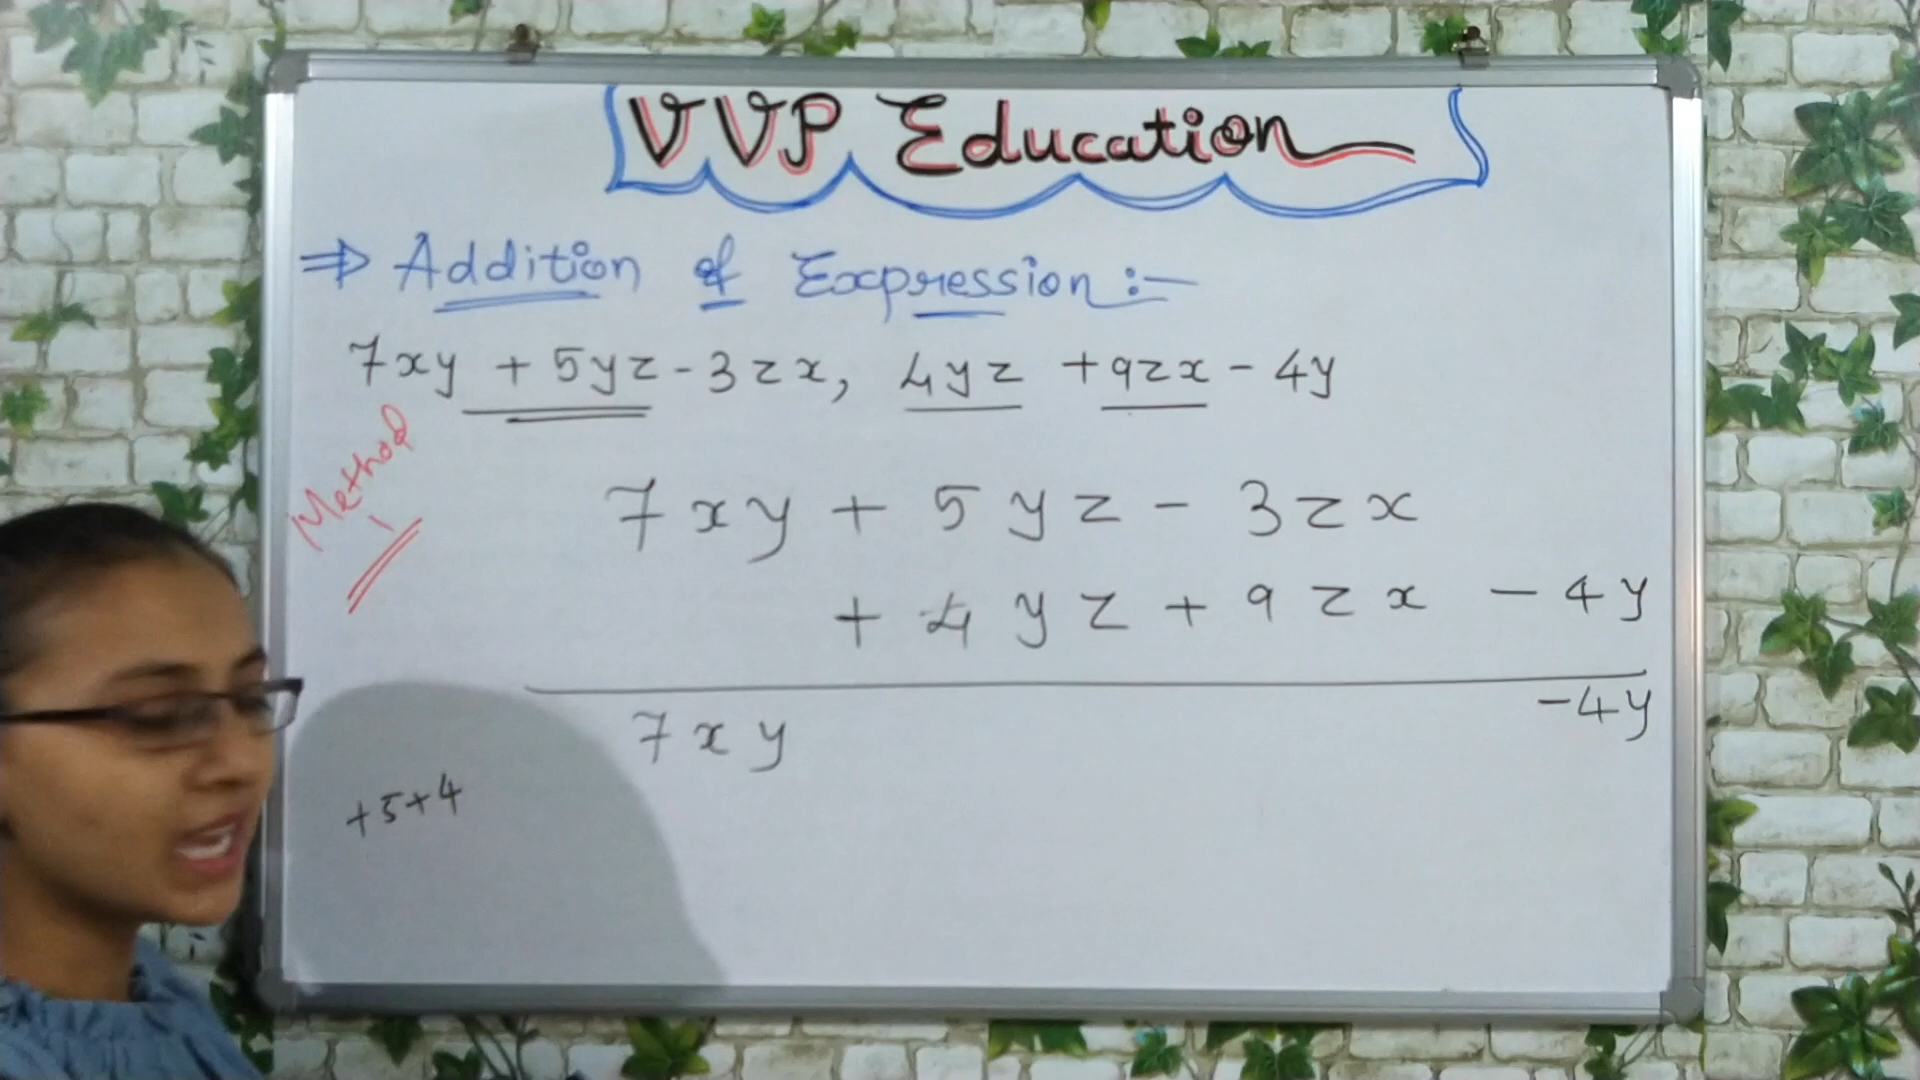 VVP Education
⇒ Addition of Expression :-
7xy + 5yz - 3zx, 4yz + 9zx - 4y
Method 1
7xy + 5yz - 3zx
+ 4yz + 9zx - 4y
7xy -4y
+5+4